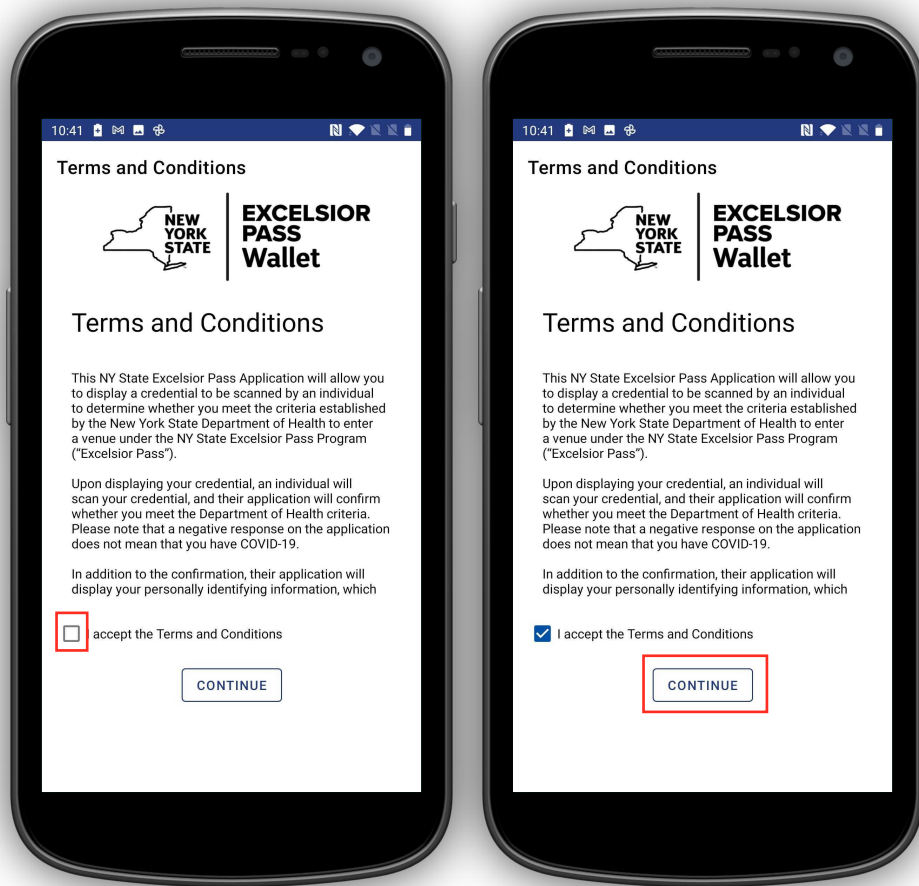 10:41
Terms and Conditions
NEW
YORK
STATE
EXCELSIOR
PASS
Wallet
Terms and Conditions
This NY State Excelsior Pass Application will allow you
to display a credential to be scanned by an individual
to determine whether you meet the criteria established
by the New York State Department of Health to enter
a venue under the NY State Excelsior Pass Program
(“Excelsior Pass”).
Upon displaying your credential, an individual will
scan your credential, and their application will confirm
whether you meet the Department of Health criteria.
Please note that a negative response on the application
does not mean that you have COVID-19.
In addition to the confirmation, their application will
display your personally identifying information, which
I accept the Terms and Conditions
CONTINUE
10:41
Terms and Conditions
NEW
YORK
STATE
EXCELSIOR
PASS
Wallet
Terms and Conditions
This NY State Excelsior Pass Application will allow you
to display a credential to be scanned by an individual
to determine whether you meet the criteria established
by the New York State Department of Health to enter
a venue under the NY State Excelsior Pass Program
(“Excelsior Pass”).
Upon displaying your credential, an individual will
scan your credential, and their application will confirm
whether you meet the Department of Health criteria.
Please note that a negative response on the application
does not mean that you have COVID-19.
In addition to the confirmation, their application will
display your personally identifying information, which
I accept the Terms and Conditions
CONTINUE